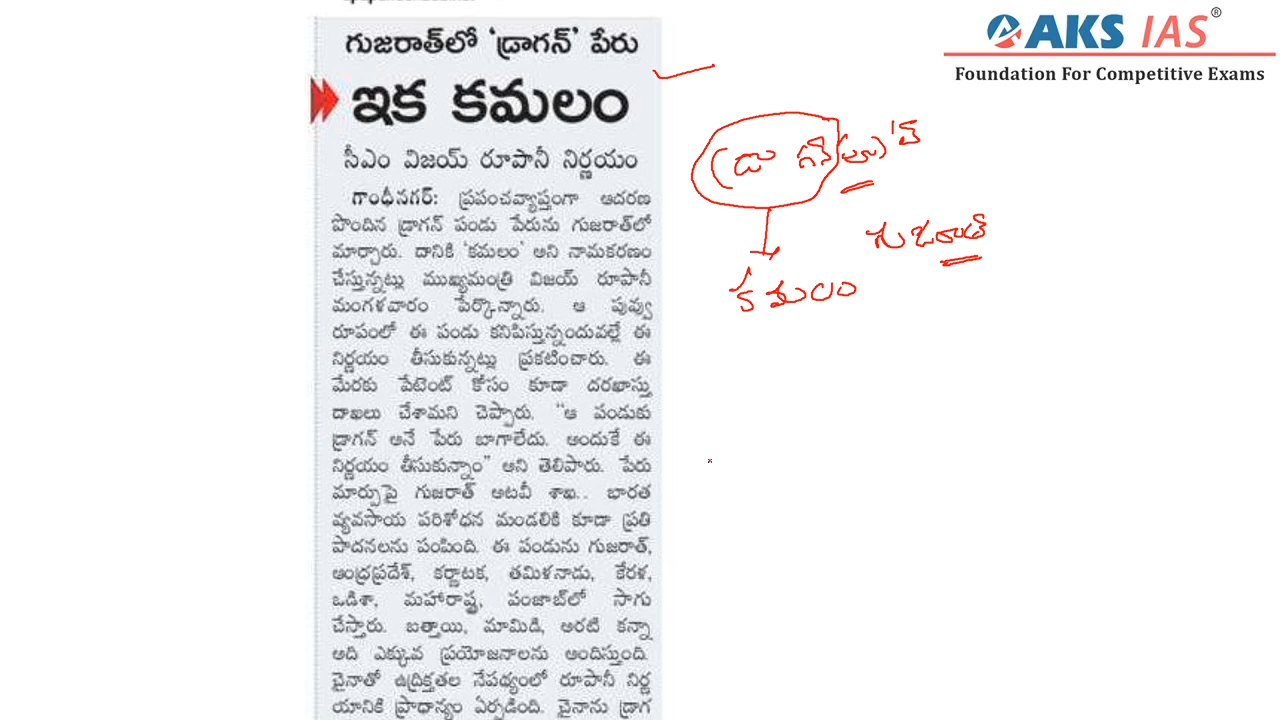 గుజరాత్‌లో ‘డ్రాగన్’ పేరు
ఇక కమలం
సీఎం విజయ్ రూపానీ నిర్ణయం
గాంధీనగర్: ప్రపంచవ్యాప్తంగా ఆదరణ
పొందిన డ్రాగన్ పండు పేరును గుజరాత్‌లో
మార్చారు. దానికి ‘కమలం’ అని నామకరణం
చేస్తున్నట్లు ముఖ్యమంత్రి విజయ్ రూపానీ
మంగళవారం పేర్కొన్నారు. ఆ పువ్వు
రూపంలో ఈ పండు కనిపిస్తున్నందువల్లే ఈ
నిర్ణయం తీసుకున్నట్లు ప్రకటించారు. ఈ
మేరకు పేటెంట్ కోసం కూడా దరఖాస్తు
దాఖలు చేశామని చెప్పారు. “ఆ పండుకు
డ్రాగన్ అనే పేరు బాగాలేదు. అందుకే ఈ
నిర్ణయం తీసుకున్నాం” అని తెలిపారు. పేరు
మార్పుపై గుజరాత్ అటవీ శాఖ.. భారత
వ్యవసాయ పరిశోధన మండలికి కూడా ప్రతి
పాదనలను పంపింది. ఈ పండును గుజరాత్,
ఆంధ్రప్రదేశ్, కర్ణాటక, తమిళనాడు, కేరళ,
ఒడిశా, మహారాష్ట్ర, పంజాబ్‌లో సాగు
చేస్తారు. బత్తాయి, మామిడి, అరటి కన్నా
అది ఎక్కువ ప్రయోజనాలను అందిస్తుంది.
చైనాతో ఉద్రిక్తతల నేపథ్యంలో రూపానీ నిర్ణ
యానికి ప్రాధాన్యం ఏర్పడింది. చైనాను డ్రాగ
AKS IAS®
Foundation For Competitive Exams
గుజరాత్
కమలం